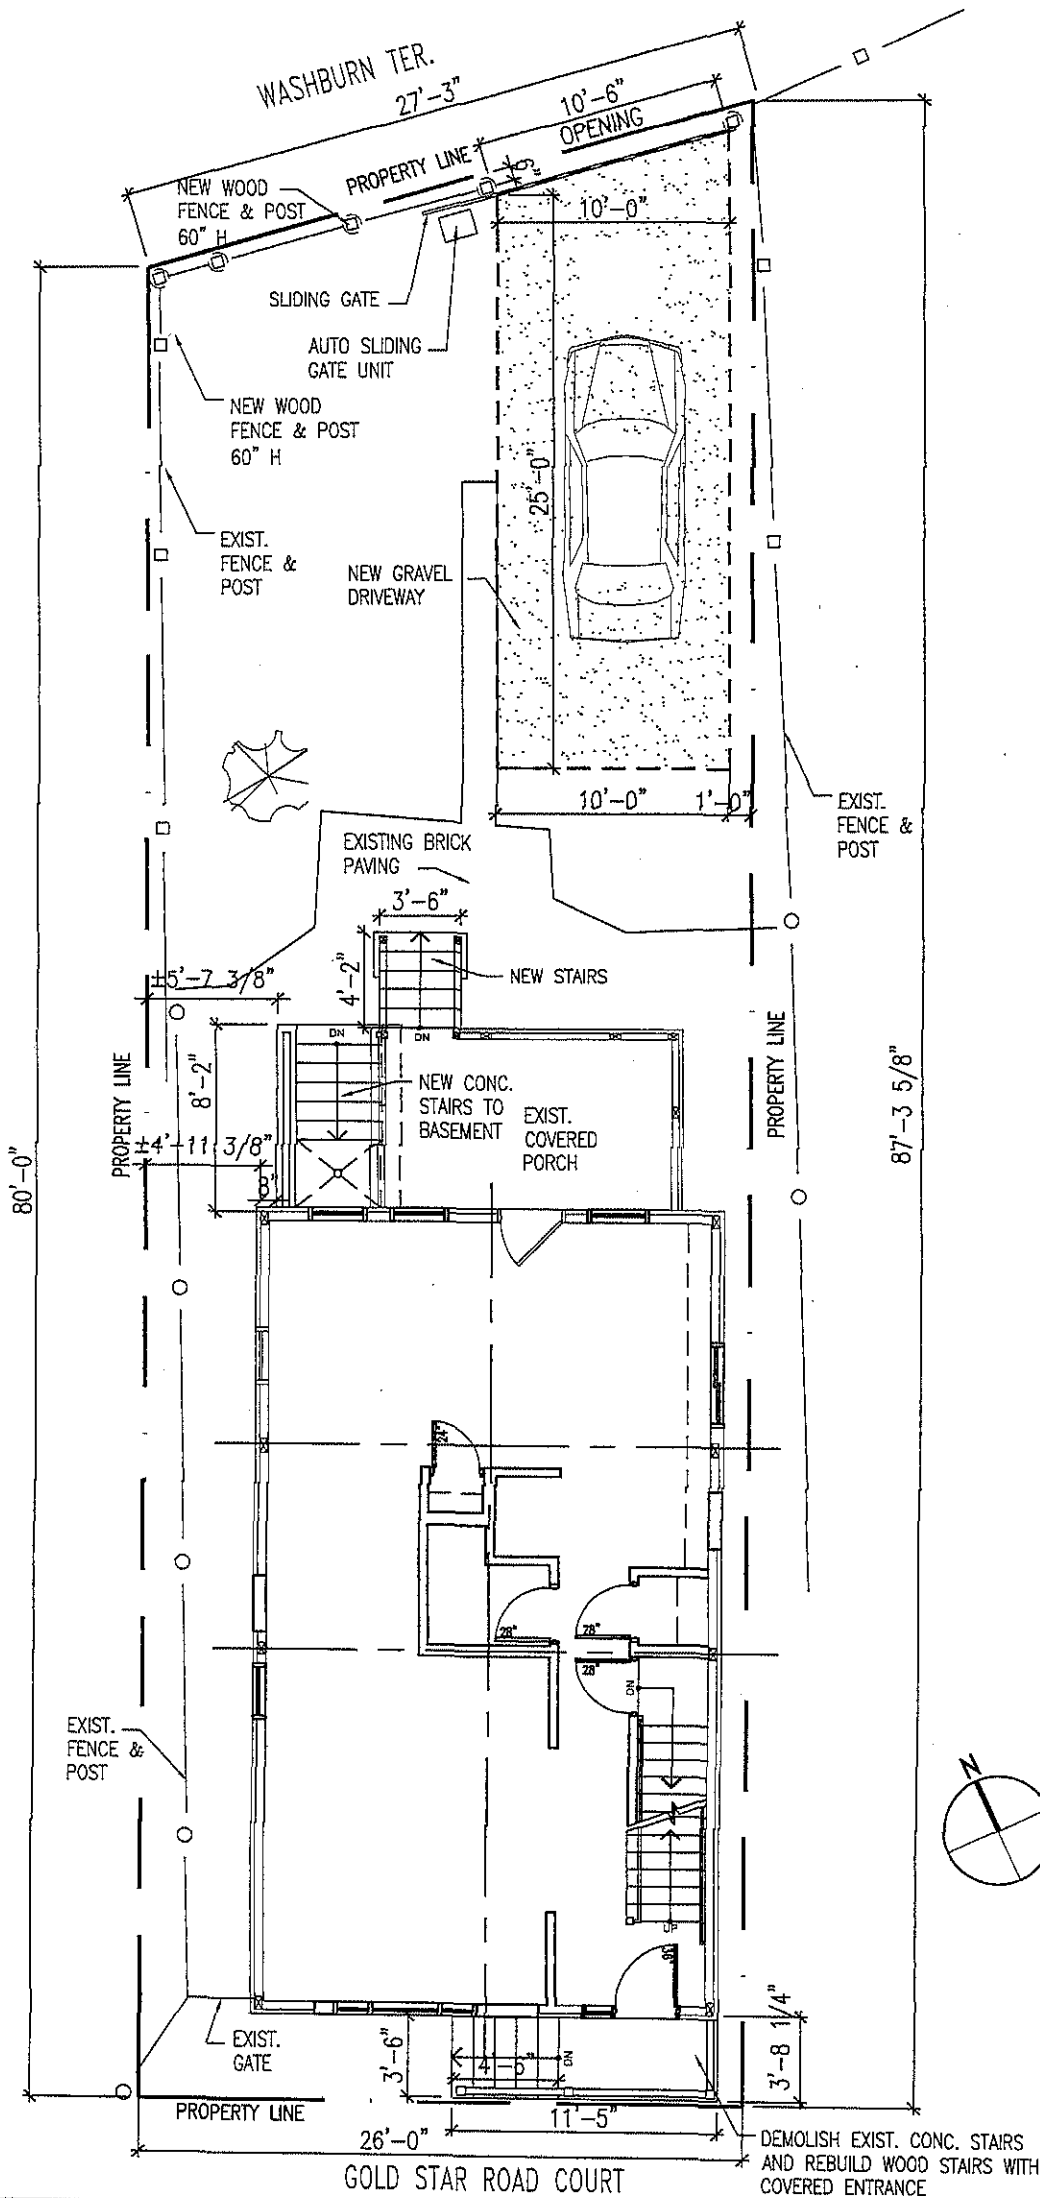 WASHBURN TER.
27'-3"
10'-6"
OPENING
PROPERTY LINE
6"
NEW WOOD
FENCE & POST
60" H
10'-0"
SLIDING GATE
AUTO SLIDING
GATE UNIT
NEW WOOD
FENCE & POST
60" H
25'-0"
EXIST.
FENCE &
POST
NEW GRAVEL
DRIVEWAY
10'-0"
1'-0"
EXIST.
FENCE &
POST
EXISTING BRICK
PAVING
3'-6"
4'-2"
NEW STAIRS
±5'-7 3/8"
DN
DN
8'-2"
NEW CONC.
STAIRS TO
BASEMENT
EXIST.
COVERED
PORCH
PROPERTY LINE
PROPERTY LINE
±4'-11 3/8"
8"
80'-0"
87'-3 5/8"
24"
28"
28"
28"
DN
EXIST.
FENCE &
POST
N
UP
36"
EXIST.
GATE
3'-6"
4'-6"
DN
3'-8 1/4"
PROPERTY LINE
11'-5"
26'-0"
GOLD STAR ROAD COURT
DEMOLISH EXIST. CONC. STAIRS
AND REBUILD WOOD STAIRS WITH
COVERED ENTRANCE